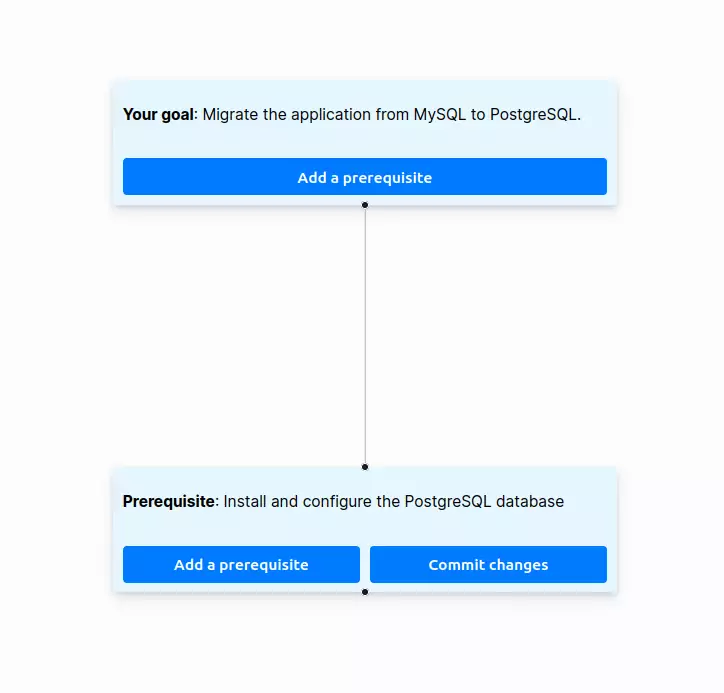 Your goal: Migrate the application from MySQL to PostgreSQL.
Add a prerequisite
Prerequisite: Install and configure the PostgreSQL database
Add a prerequisite
Commit changes